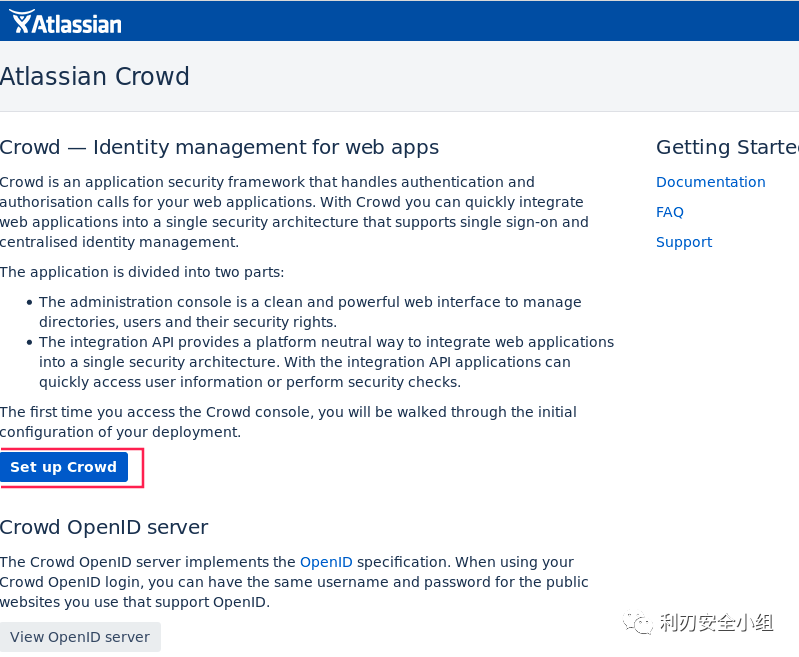 Atlassian
Atlassian Crowd
Crowd — Identity management for web apps
Crowd is an application security framework that handles authentication and
authorisation calls for your web applications. With Crowd you can quickly integrate
web applications into a single security architecture that supports single sign-on and
centralised identity management.
The application is divided into two parts:
• The administration console is a clean and powerful web interface to manage
directories, users and their security rights.
• The integration API provides a platform neutral way to integrate web applications
into a single security architecture. With the integration API applications can
quickly access user information or perform security checks.
The first time you access the Crowd console, you will be walked through the initial
configuration of your deployment.
Set up Crowd
Crowd OpenID server
The Crowd OpenID server implements the OpenID specification. When using your
Crowd OpenID login, you can have the same username and password for the public
websites you use that support OpenID.
View OpenID server
Getting Starte
Documentation
FAQ
Support
利刃安全小组